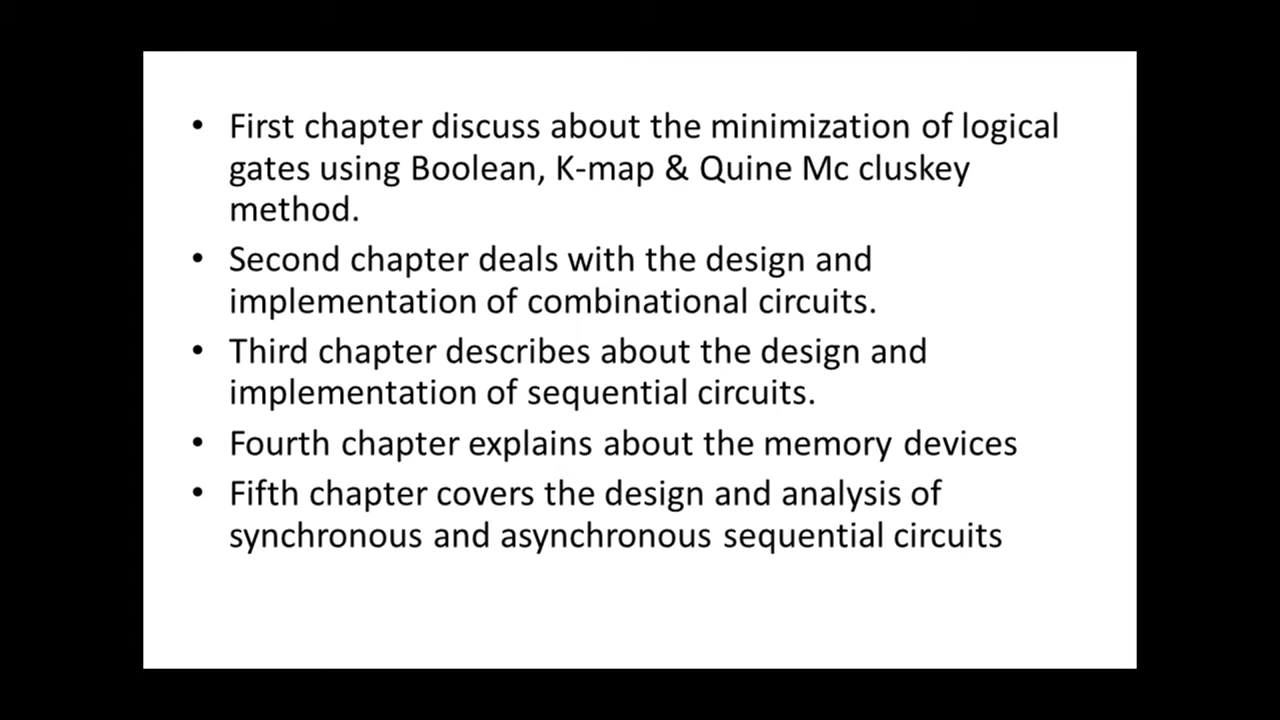 • First chapter discuss about the minimization of logical
gates using Boolean, K-map & Quine Mc cluskey
method.
• Second chapter deals with the design and
implementation of combinational circuits.
• Third chapter describes about the design and
implementation of sequential circuits.
• Fourth chapter explains about the memory devices
• Fifth chapter covers the design and analysis of
synchronous and asynchronous sequential circuits